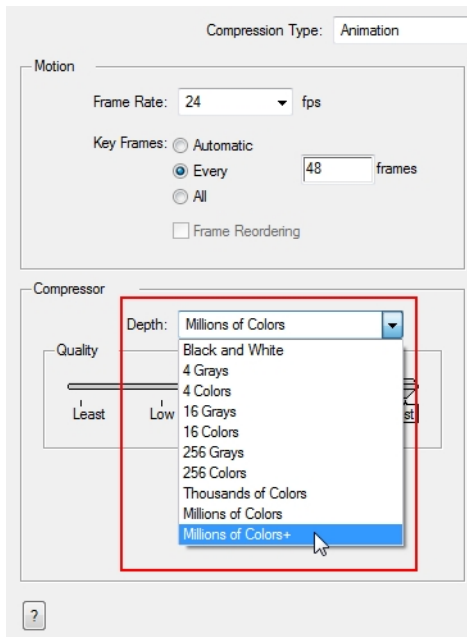 Compression Type: Animation
Motion
Frame Rate: 24 fps
Key Frames: Automatic
Every 48 frames
All
Frame Reordering
Compressor
Depth: Millions of Colors
Quality
Black and White
4 Grays
4 Colors
Least Low 16 Grays st
16 Colors
256 Grays
256 Colors
Thousands of Colors
Millions of Colors
Millions of Colors+
?